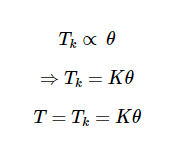 T_k ∝ θ
⇒ T_k = Kθ
T = T_k = Kθ